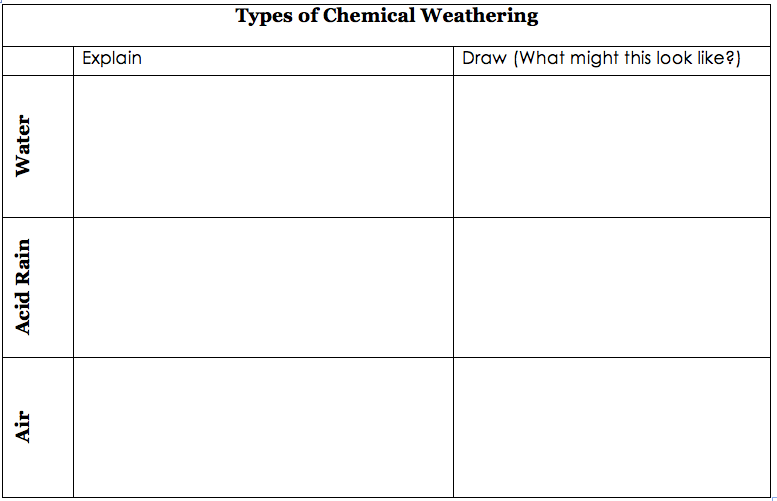 Types of Chemical Weathering
Explain
Draw (What might this look like?)
Water
Acid Rain
Air